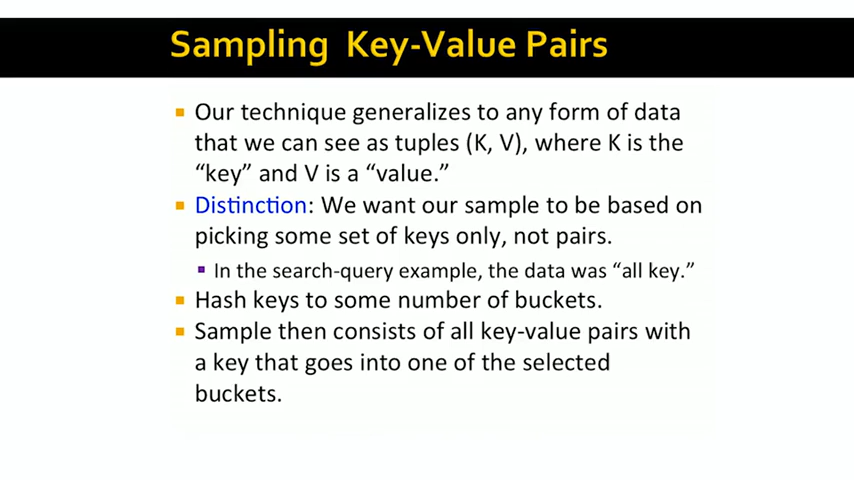 Sampling Key-Value Pairs
Our technique generalizes to any form of data
that we can see as tuples (K, V), where K is the
“key” and V is a “value.”
Distinction: We want our sample to be based on
picking some set of keys only, not pairs.
In the search-query example, the data was “all key.”
Hash keys to some number of buckets.
Sample then consists of all key-value pairs with
a key that goes into one of the selected
buckets.